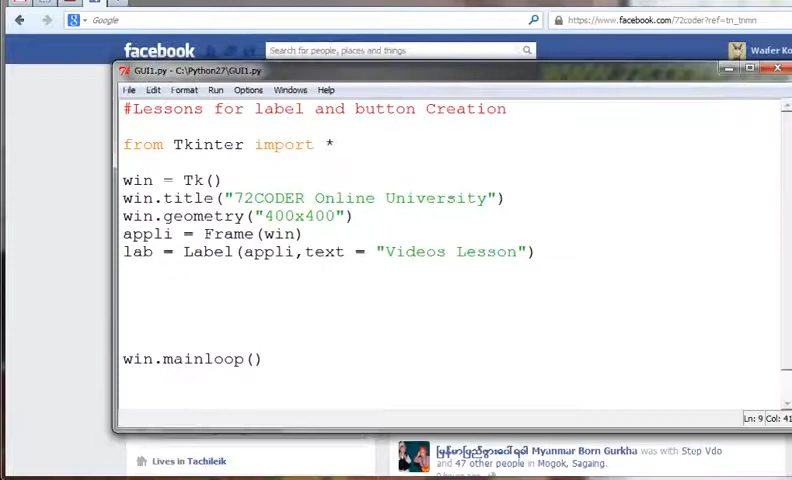 Google
https://www.facebook.com/72coder?ref=tn_tnmn
facebook
Search for people, places and things
GUI1.py - C:\Python27\GUI1.py
File Edit Format Run Options Windows Help
#Lessons for label and button Creation
from Tkinter import *
win = Tk()
win.title("72CODER Online University")
win.geometry("400x400")
appli = Frame(win)
lab = Label(appli,text = "Videos Lesson")
win.mainloop()
Ln: 9 Col: 41
Lives in Tachileik
Myanmar Born Gurkha was with Step Vdo
and 47 other people in Mogok, Sagaing.